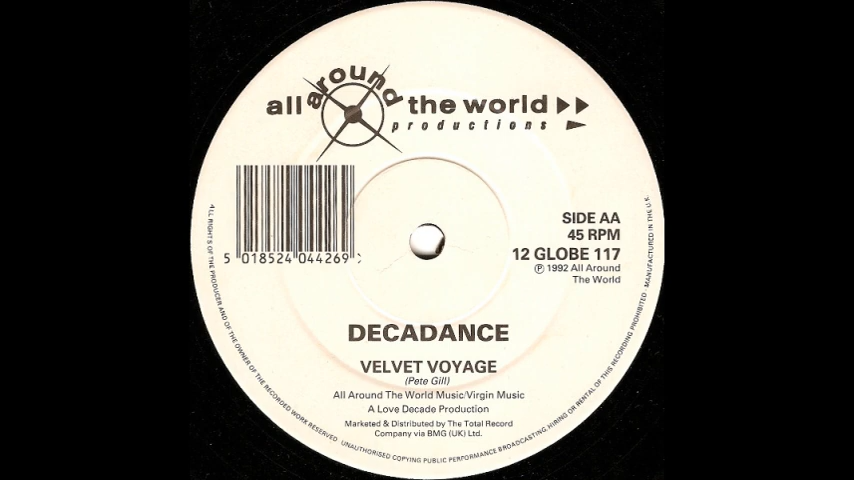 all around the world
productions
5 018524 044269
SIDE AA
45 RPM
12 GLOBE 117
℗ 1992 All Around
The World
DECADANCE
VELVET VOYAGE
(Pete Gill)
All Around The World Music/Virgin Music
A Love Decade Production
Marketed & Distributed by The Total Record
Company via BMG (UK) Ltd.
ALL RIGHTS OF THE PRODUCER AND OF THE OWNER OF THE RECORDED WORK RESERVED · UNAUTHORISED COPYING PUBLIC PERFORMANCE BROADCASTING, HIRING OR RENTAL OF THIS RECORDING PROHIBITED · MANUFACTURED IN THE U.K.